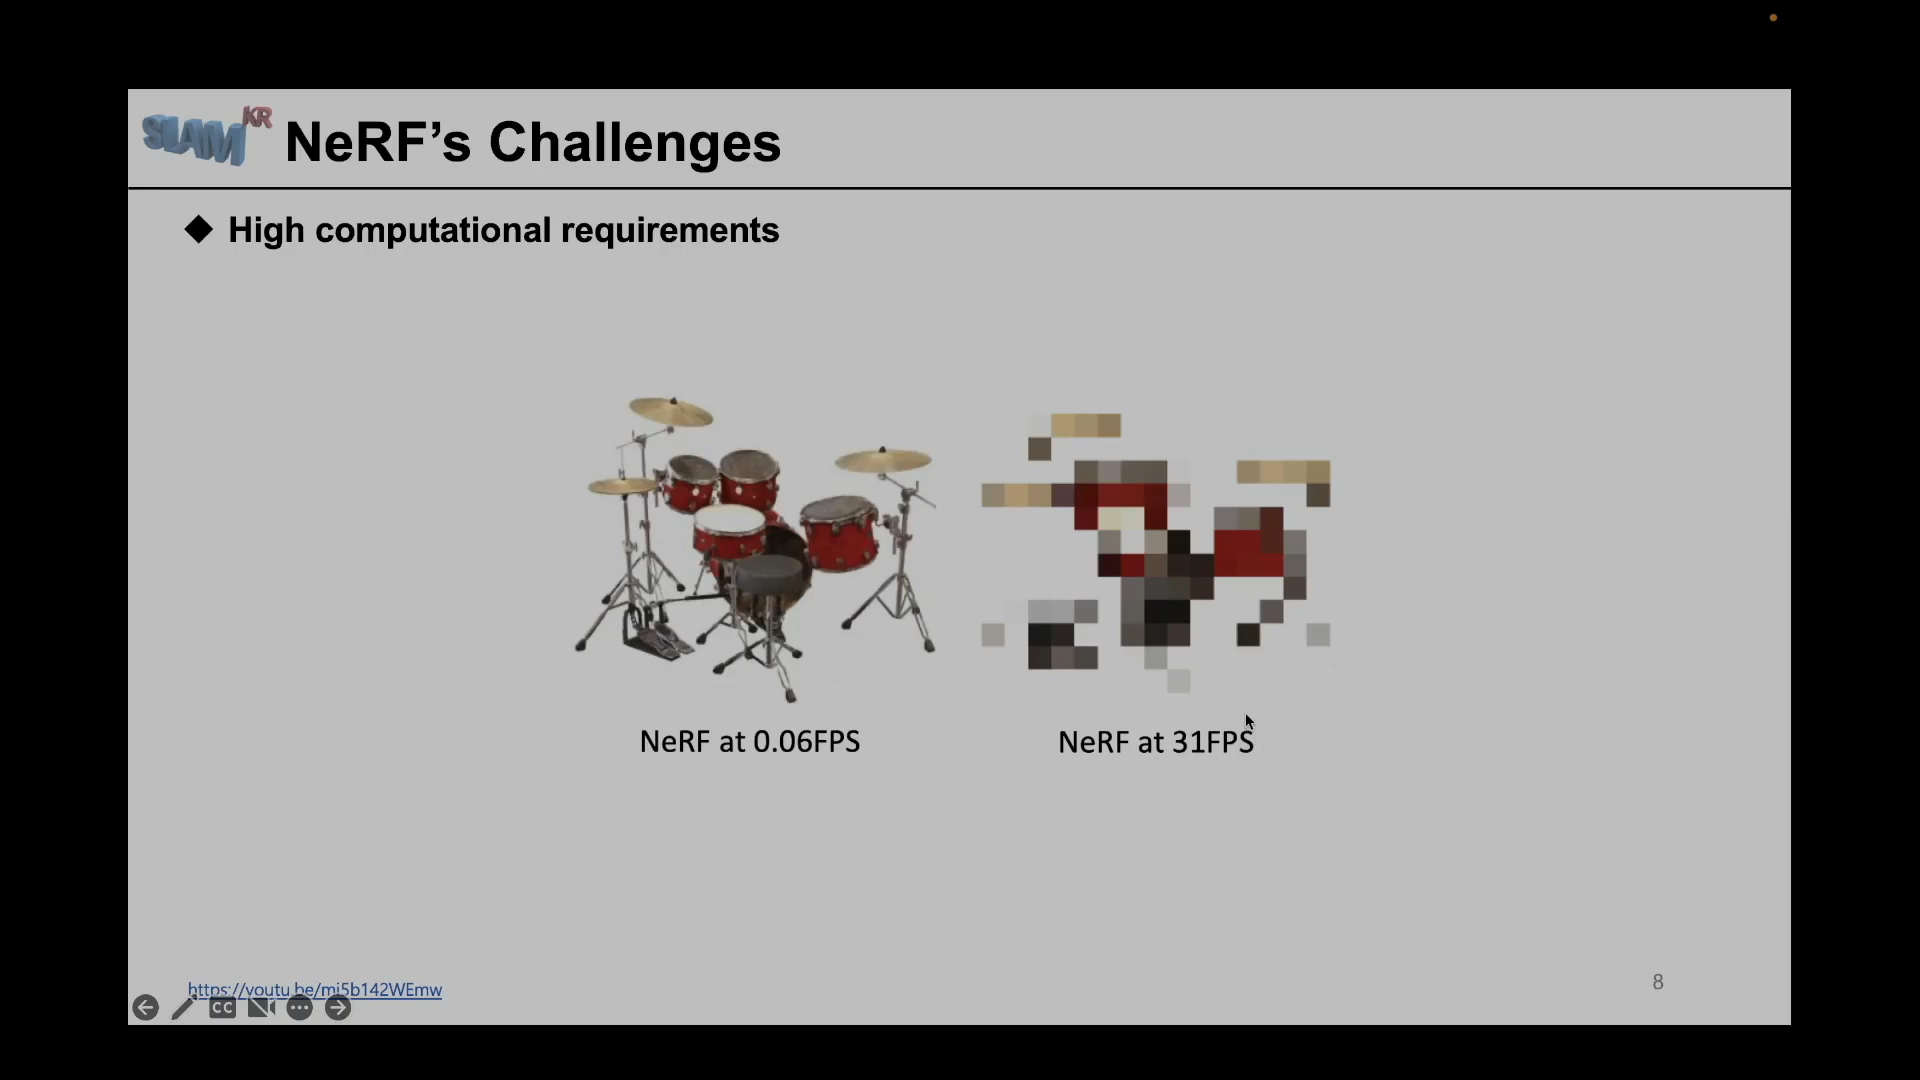 SLAM KR
NeRF’s Challenges
◆ High computational requirements
NeRF at 0.06FPS
NeRF at 31FPS
https://youtu.be/mi5b142WEmw
8
CC